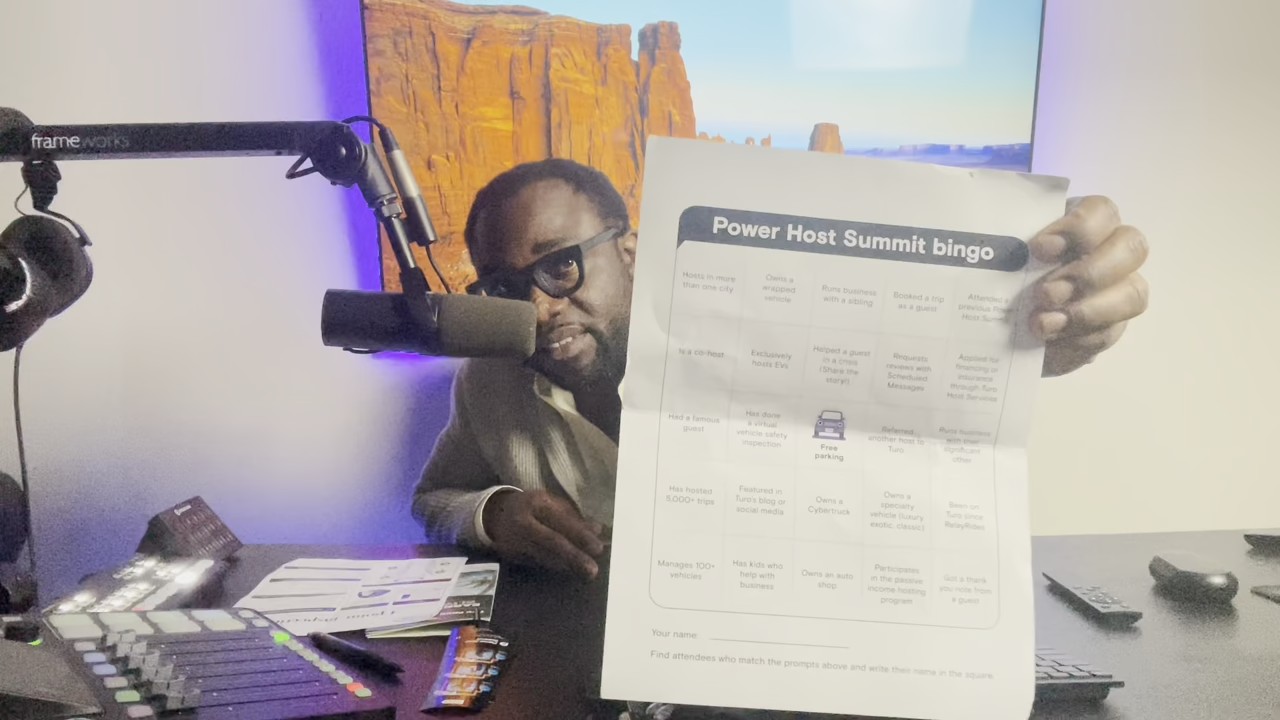 frameworks
Power Host Summit bingo
Hosts in more
than one city
Owns a
wrapped
vehicle
Runs business
with a sibling
Booked a trip
as a guest
Attended a
previous Power
Host Summit
Is a co-host
Exclusively
hosts EVs
Helped a guest
in a crisis
(Share the
story!)
Requests
reviews with
Scheduled
Messages
Applied for
financing or
insurance
through Turo
Host Services
Had a famous
guest
Has done
a virtual
vehicle safety
inspection
Free
parking
Referred
another host to
Turo
Runs business
with their
significant
other
Has hosted
5,000+ trips
Featured in
Turo's blog or
social media
Owns a
Cybertruck
Owns a
specialty
vehicle (luxury
exotic, classic)
Been on
Turo since
RelayRides
Manages 100+
vehicles
Has kids who
help with
business
Owns an auto
shop
Participates
in the passive
income hosting
program
Got a thank
you note from
a guest
Your name:
Find attendees who match the prompts above and write their name in the square.